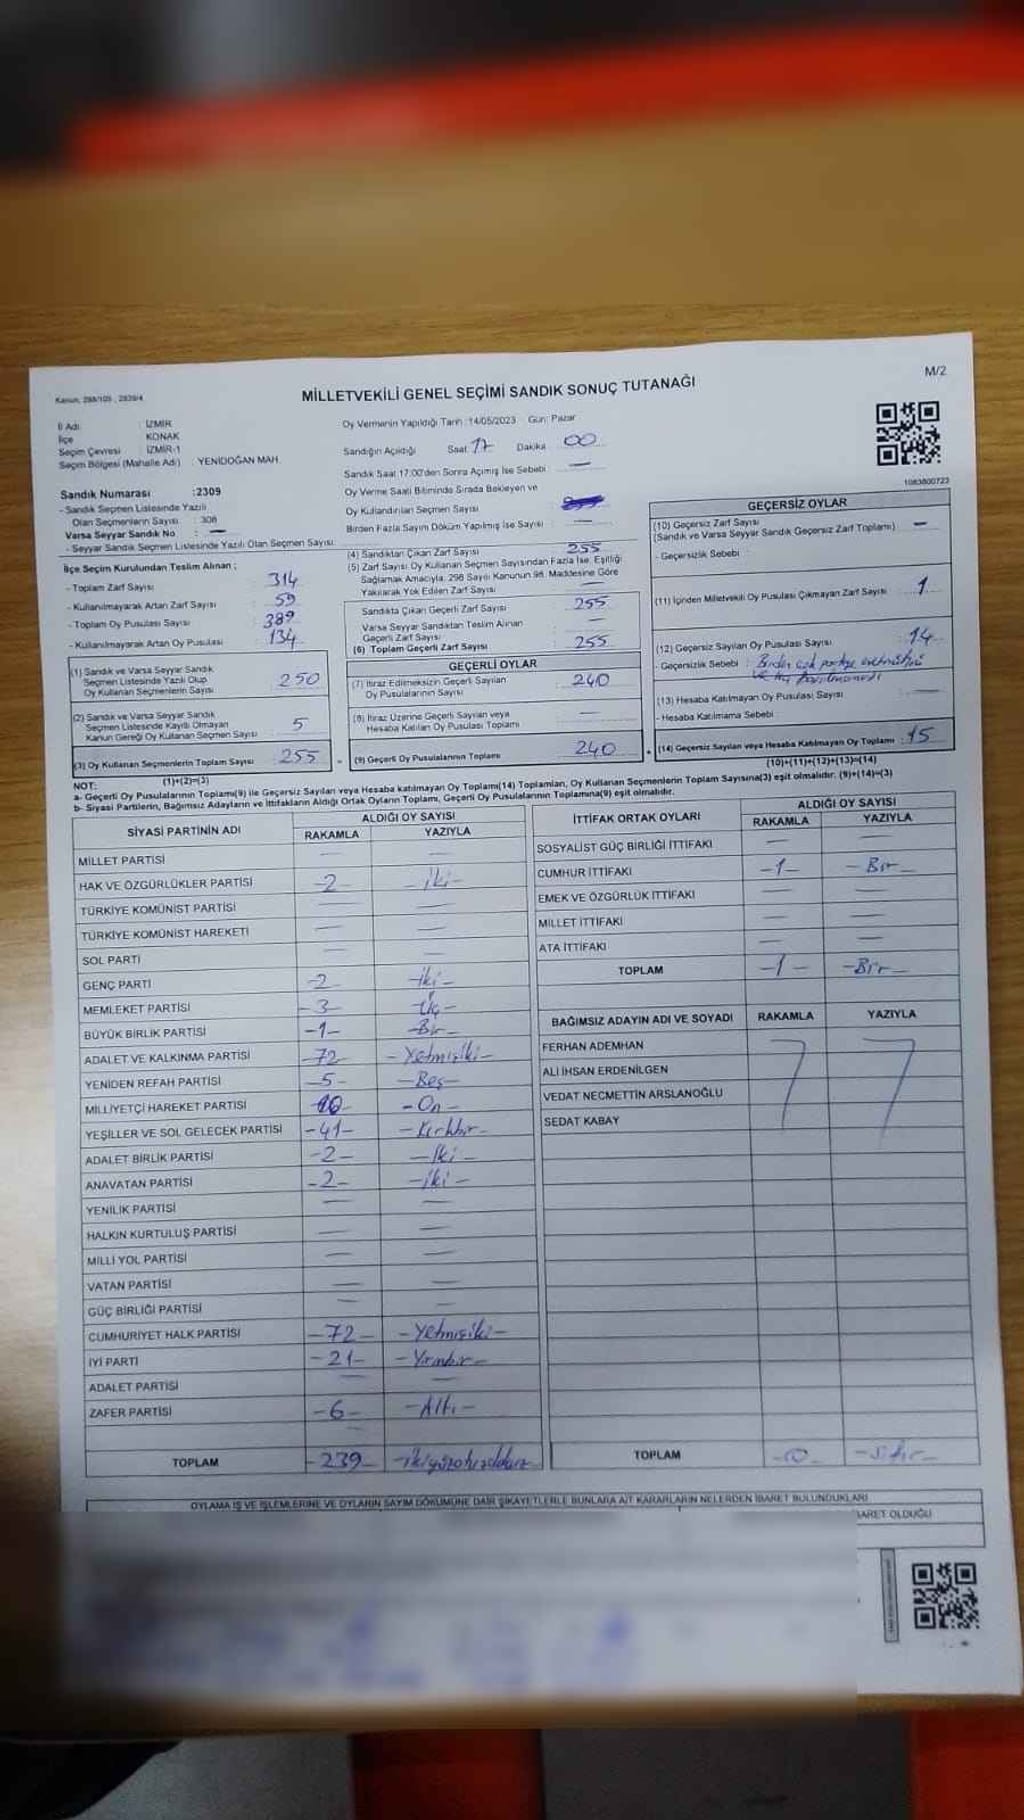 Kanun: 298/105 , 2839/4
MİLLETVEKİLİ GENEL SEÇİMİ SANDIK SONUÇ TUTANAĞI
M/2
İl Adı : İZMİR
İlçe : KONAK
Seçim Çevresi : İZMİR-1
Seçim Bölgesi (Mahalle Adı) : YENİDOĞAN MAH.
Sandık Numarası :2309
- Sandık Seçmen Listesinde Yazılı
Olan Seçmenlerin Sayısı : 308
Varsa Seyyar Sandık No : —
- Seyyar Sandık Seçmen Listesinde Yazılı Olan Seçmen Sayısı:
Oy Vermenin Yapıldığı Tarih :14/05/2023 Gün: Pazar
Sandığın Açıldığı Saat 17 Dakika 00
Sandık Saat 17:00'den Sonra Açılmış İse Sebebi —
Oy Verme Saati Bitiminde Sırada Bekleyen ve
Oy Kullandırılan Seçmen Sayısı
Birden Fazla Sayım Döküm Yapılmış İse Sayısı : —
1083800723
İlçe Seçim Kurulundan Teslim Alınan ;
- Toplam Zarf Sayısı : 314
- Kullanılmayarak Artan Zarf Sayısı : 59
- Toplam Oy Pusulası Sayısı : 389
- Kullanılmayarak Artan Oy Pusulası : 134
(1) Sandık ve Varsa Seyyar Sandık
Seçmen Listesinde Yazılı Olup
Oy Kullanan Seçmenlerin Sayısı : 250
(2) Sandık ve Varsa Seyyar Sandık
Seçmen Listesinde Kayıtlı Olmayan
Kanun Gereği Oy Kullanan Seçmen Sayısı : 5
(3) Oy Kullanan Seçmenlerin Toplam Sayısı : 255
(1)+(2)=(3)
(4) Sandıktan Çıkan Zarf Sayısı : 255
(5) Zarf Sayısı Oy Kullanan Seçmen Sayısından Fazla İse, Eşitliği
Sağlamak Amacıyla, 298 Sayılı Kanunun 98. Maddesine Göre
Yakılarak Yok Edilen Zarf Sayısı : —
Sandıkta Çıkan Geçerli Zarf Sayısı : 255
Varsa Seyyar Sandıktan Teslim Alınan
Geçerli Zarf Sayısı : —
(6) Toplam Geçerli Zarf Sayısı : 255
GEÇERLİ OYLAR
(7) İtiraz Edilmeksizin Geçerli Sayılan
Oy Pusulalarının Sayısı : 240
(8) İtiraz Üzerine Geçerli Sayılan veya
Hesaba Katılan Oy Pusulası Toplamı : —
(9) Geçerli Oy Pusulalarının Toplamı : 240
GEÇERSİZ OYLAR
(10) Geçersiz Zarf Sayısı
(Sandık ve Varsa Seyyar Sandık Geçersiz Zarf Toplamı) : —
- Geçersizlik Sebebi :
(11) İçinden Milletvekili Oy Pusulası Çıkmayan Zarf Sayısı : 1
(12) Geçersiz Sayılan Oy Pusulası Sayısı : 14
- Geçersizlik Sebebi : Birden çok partiye
(13) Hesaba Katılmayan Oy Pusulası Sayısı : —
- Hesaba Katılmama Sebebi :
(14) Geçersiz Sayılan veya Hesaba Katılmayan Oy Toplamı : 15
(10)+(11)+(12)+(13)=(14)
NOT:
a- Geçerli Oy Pusulalarının Toplamı(9) ile Geçersiz Sayılan veya Hesaba katılmayan Oy Toplamı(14) Toplamları, Oy Kullanan Seçmenlerin Toplam Sayısına(3) eşit olmalıdır. (9)+(14)=(3)
b- Siyasi Partilerin, Bağımsız Adayların ve İttifakların Aldığı Ortak Oyların Toplamı, Geçerli Oy Pusulalarının Toplamına(9) eşit olmalıdır.
SİYASİ PARTİNİN ADI ALDIĞI OY SAYISI
RAKAMLA YAZIYLA
MİLLET PARTİSİ — —
HAK VE ÖZGÜRLÜKLER PARTİSİ -2- -iki-
TÜRKİYE KOMÜNİST PARTİSİ — —
TÜRKİYE KOMÜNİST HAREKETİ — —
SOL PARTİ — —
GENÇ PARTİ -2- -iki-
MEMLEKET PARTİSİ -3- -Üç-
BÜYÜK BİRLİK PARTİSİ -1- -Bir-
ADALET VE KALKINMA PARTİSİ -72- -Yetmişiki-
YENİDEN REFAH PARTİSİ -5- -Beş-
MİLLİYETÇİ HAREKET PARTİSİ -10- -On-
YEŞİLLER VE SOL GELECEK PARTİSİ -41- -Kırkbir-
ADALET BİRLİK PARTİSİ -2- -İki-
ANAVATAN PARTİSİ -2- -iki-
YENİLİK PARTİSİ — —
HALKIN KURTULUŞ PARTİSİ — —
MİLLİ YOL PARTİSİ — —
VATAN PARTİSİ — —
GÜÇ BİRLİĞİ PARTİSİ — —
CUMHURİYET HALK PARTİSİ -72- -Yetmişiki-
İYİ PARTİ -21- -Yirmibir-
ADALET PARTİSİ — —
ZAFER PARTİSİ -6- -Altı-
TOPLAM -239- -ikiyüzotuzdokuz-
İTTİFAK ORTAK OYLARI ALDIĞI OY SAYISI
RAKAMLA YAZIYLA
SOSYALİST GÜÇ BİRLİĞİ İTTİFAKI — —
CUMHUR İTTİFAKI -1- -Bir-
EMEK VE ÖZGÜRLÜK İTTİFAKI — —
MİLLET İTTİFAKI — —
ATA İTTİFAKI — —
TOPLAM -1- -Bir-
BAĞIMSIZ ADAYIN ADI VE SOYADI RAKAMLA YAZIYLA
FERHAN ADEMHAN
ALİ İHSAN ERDENİLGEN
VEDAT NECMETTİN ARSLANOĞLU
SEDAT KABAY
TOPLAM -0- -sıfır-
OYLAMA İŞ VE İŞLEMLERİNE VE OYLARIN SAYIM DÖKÜMÜNE DAİR ŞİKAYETLERLE BUNLARA AİT KARARLARIN NELERDEN İBARET BULUNDUKLARI
İBARET OLDUĞU